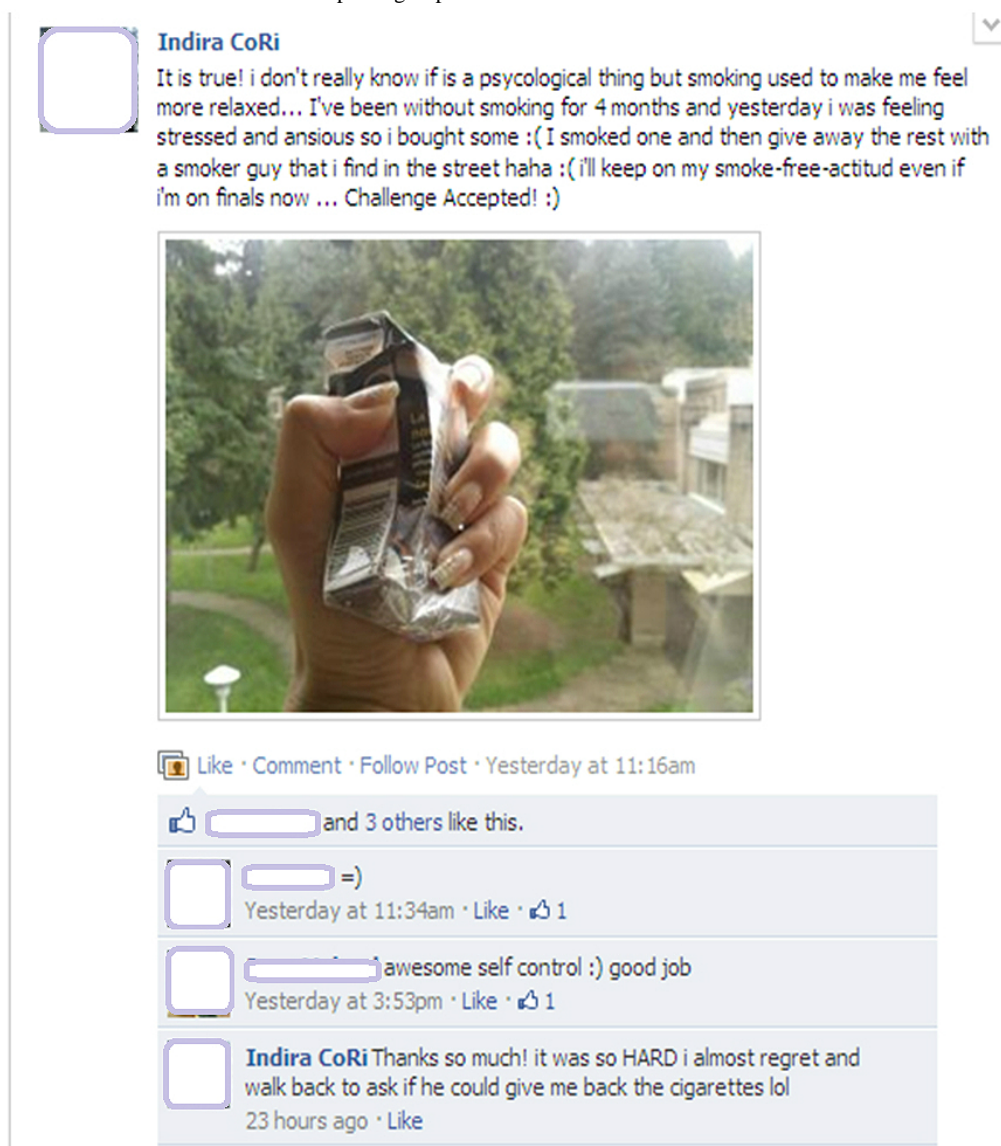 Indira CoRi
It is true! i don't really know if is a psycological thing but smoking used to make me feel
more relaxed... I've been without smoking for 4 months and yesterday i was feeling
stressed and ansious so i bought some :( I smoked one and then give away the rest with
a smoker guy that i find in the street haha :( i'll keep on my smoke-free-actitud even if
i'm on finals now ... Challenge Accepted! :)
La
Like · Comment · Follow Post · Yesterday at 11:16am
and 3 others like this.
=)
Yesterday at 11:34am · Like · 1
awesome self control :) good job
Yesterday at 3:53pm · Like · 1
Indira CoRi Thanks so much! it was so HARD i almost regret and
walk back to ask if he could give me back the cigarettes lol
23 hours ago · Like